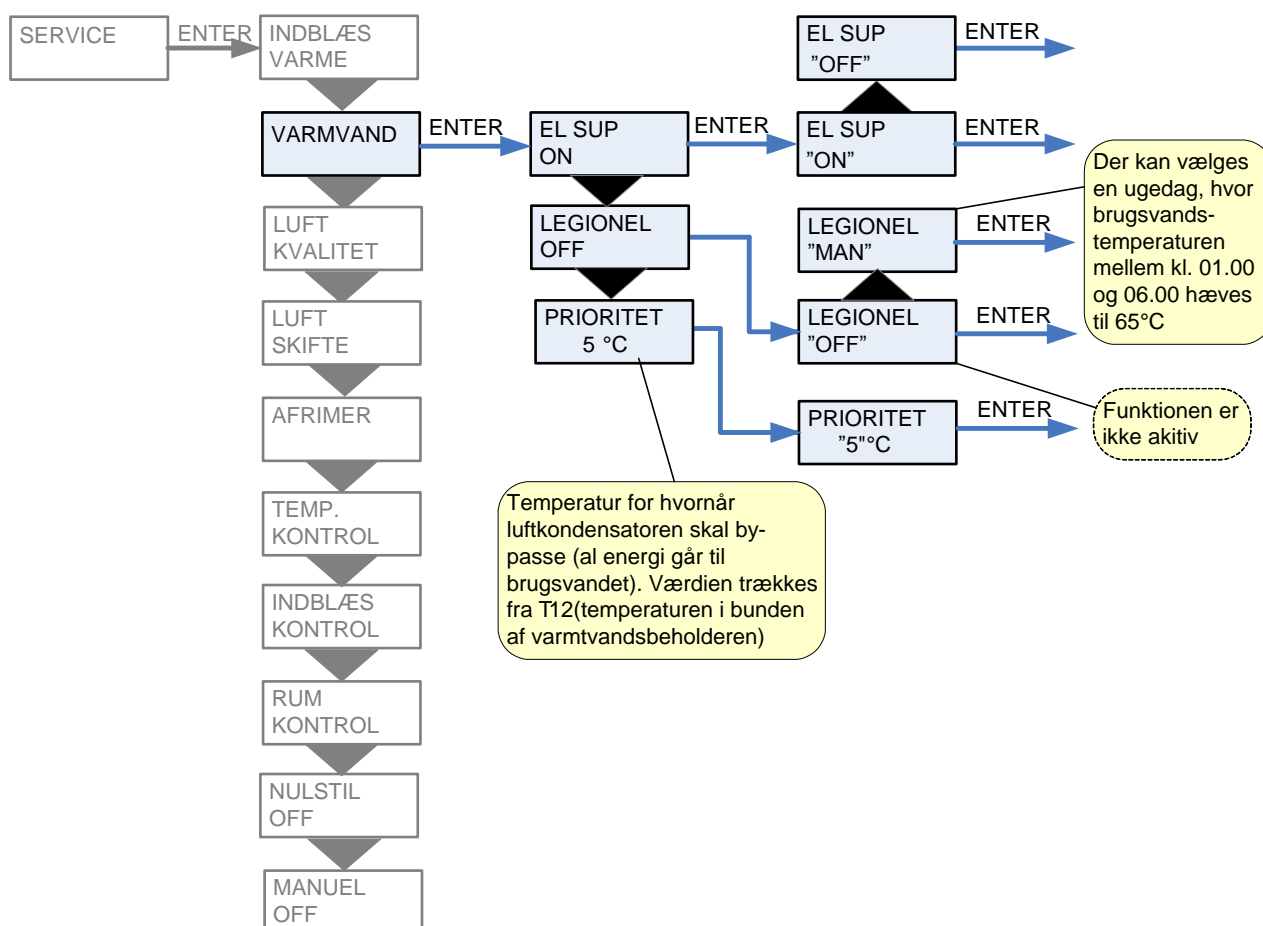 SERVICE
ENTER
INDBLÆS
VARME
VARMVAND
ENTER
EL SUP
ON
ENTER
EL SUP
"OFF"
ENTER
EL SUP
"ON"
ENTER
LUFT
KVALITET
LEGIONEL
OFF
LEGIONEL
"MAN"
ENTER
Der kan vælges
en ugedag, hvor
brugsvands-
temperaturen
mellem kl. 01.00
og 06.00 hæves
til 65°C
LUFT
SKIFTE
PRIORITET
5 °C
LEGIONEL
"OFF"
ENTER
AFRIMER
PRIORITET
"5"°C
ENTER
Funktionen er
ikke akitiv
TEMP.
KONTROL
Temperatur for hvornår
luftkondensatoren skal by-
passe (al energi går til
brugsvandet). Værdien trækkes
fra T12(temperaturen i bunden
af varmtvandsbeholderen)
INDBLÆS
KONTROL
RUM
KONTROL
NULSTIL
OFF
MANUEL
OFF